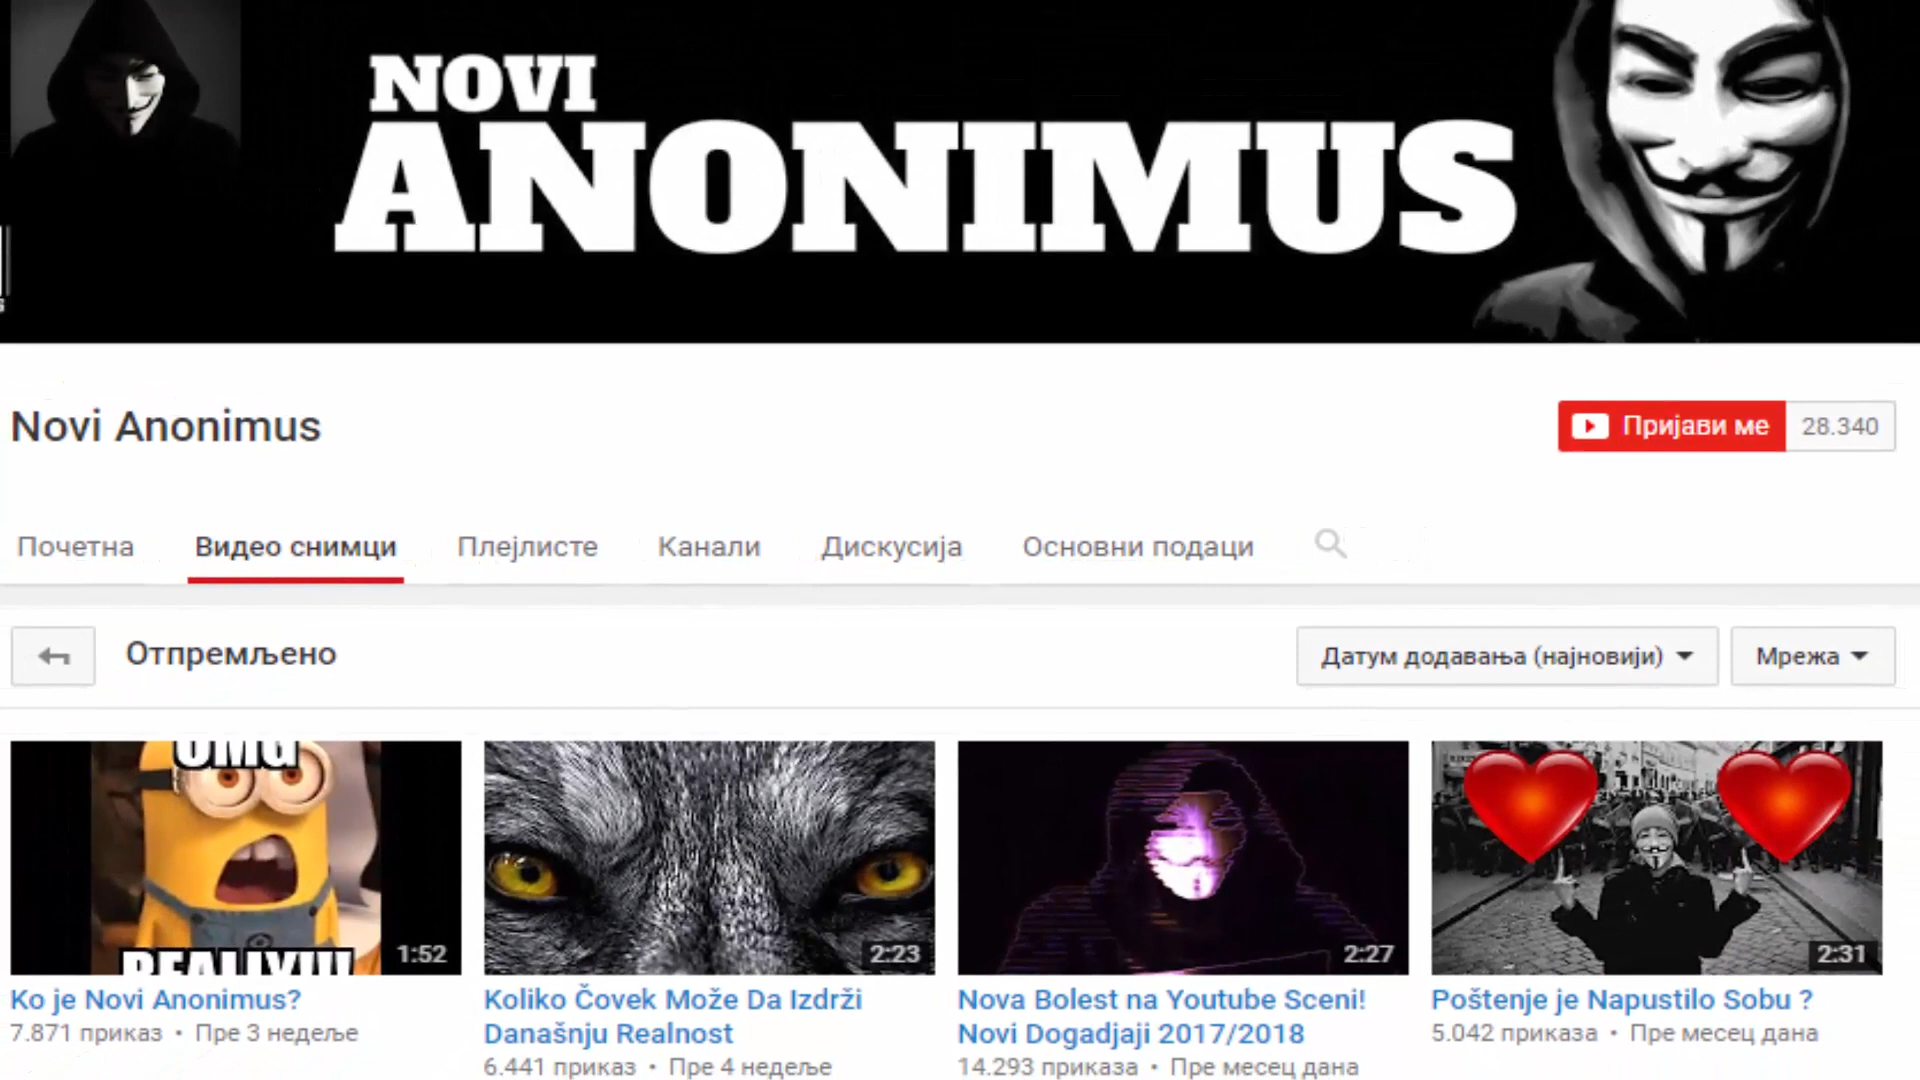 NOVI
ANONIMUS
Novi Anonimus
Пријави ме 28.340
Почетна Видео снимци Плејлисте Канали Дискусија Основни подаци
Отпремљено Датум додавања (најновији) Мрежа
OMG
REALLY!!!
1:52 2:23 2:27 2:31
Ko je Novi Anonimus?
7.871 приказ • Пре 3 недеље
Koliko Čovek Može Da Izdrži
Današnju Realnost
6.441 приказ • Пре 4 недеље
Nova Bolest na Youtube Sceni!
Novi Dogadjaji 2017/2018
14.293 приказа • Пре месец дана
Poštenje je Napustilo Sobu ?
5.042 приказа • Пре месец дана